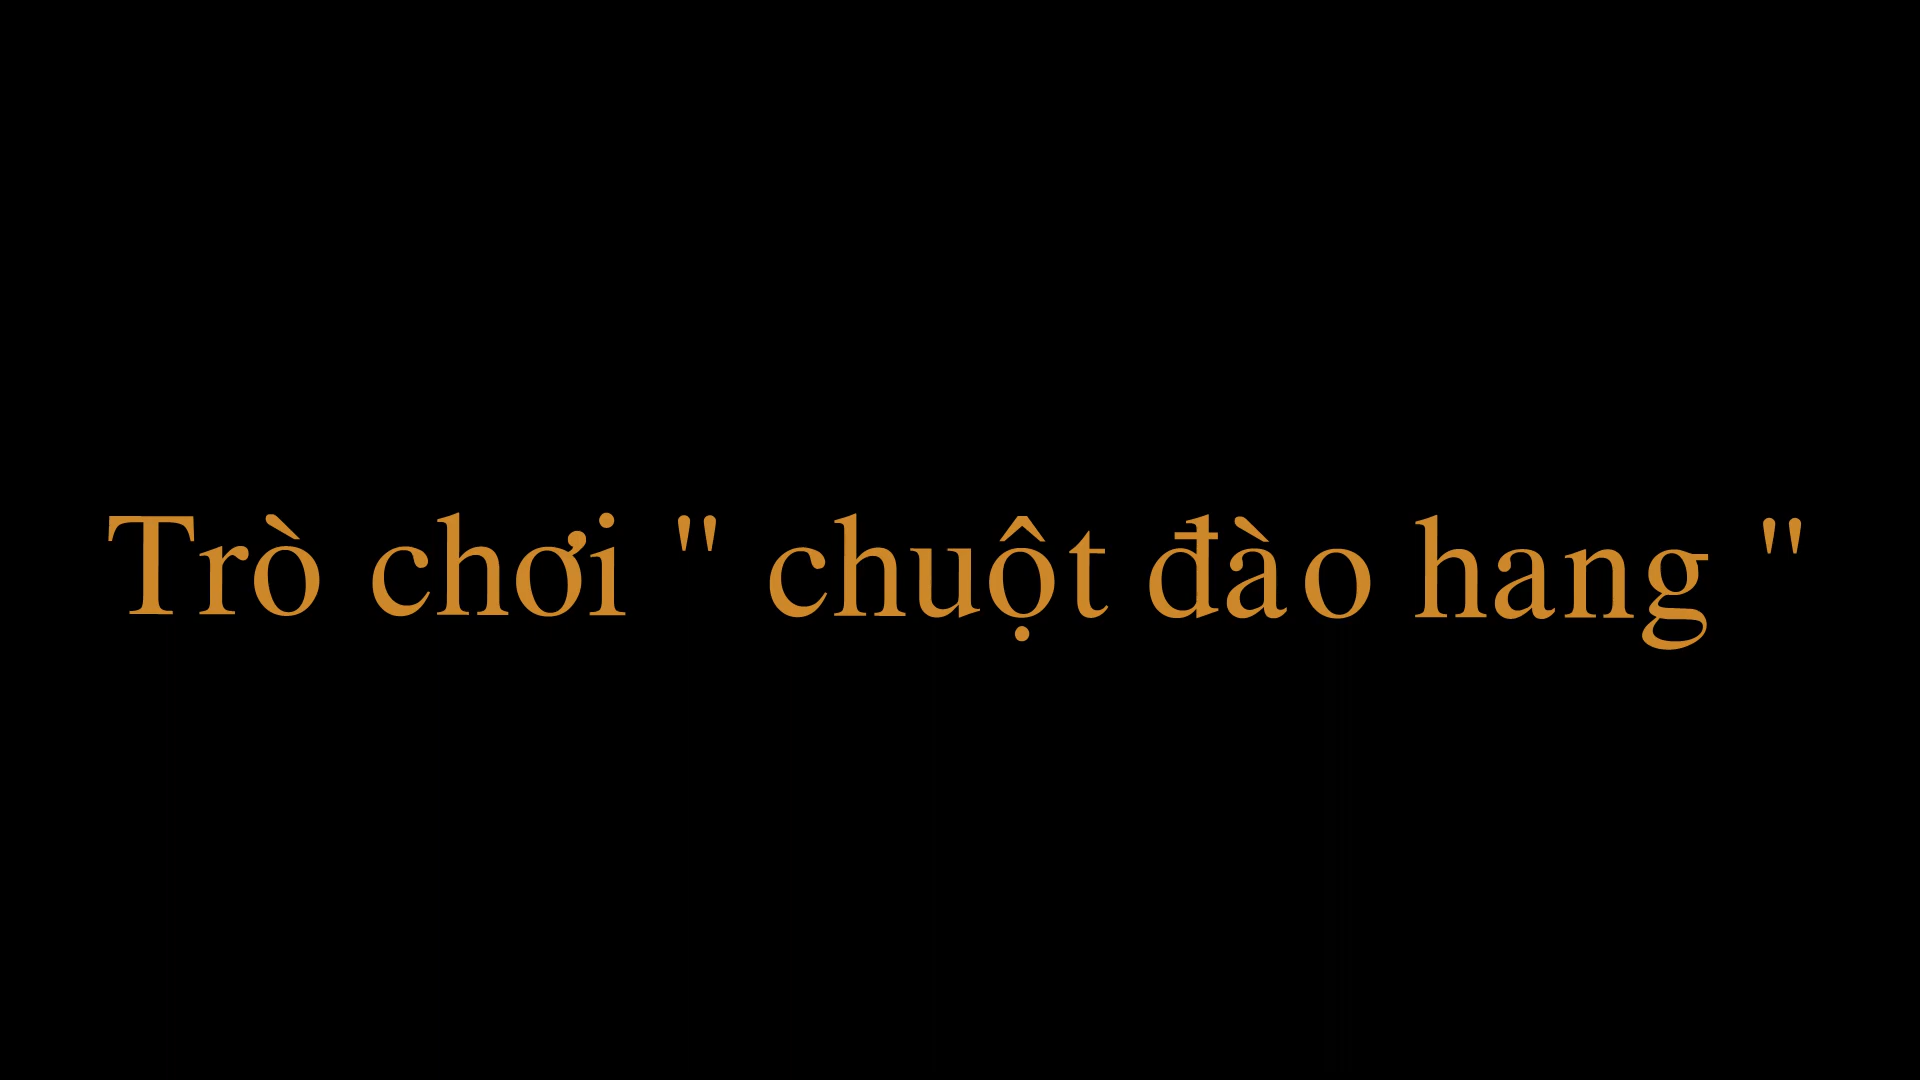 Trò chơi " chuột đào hang "